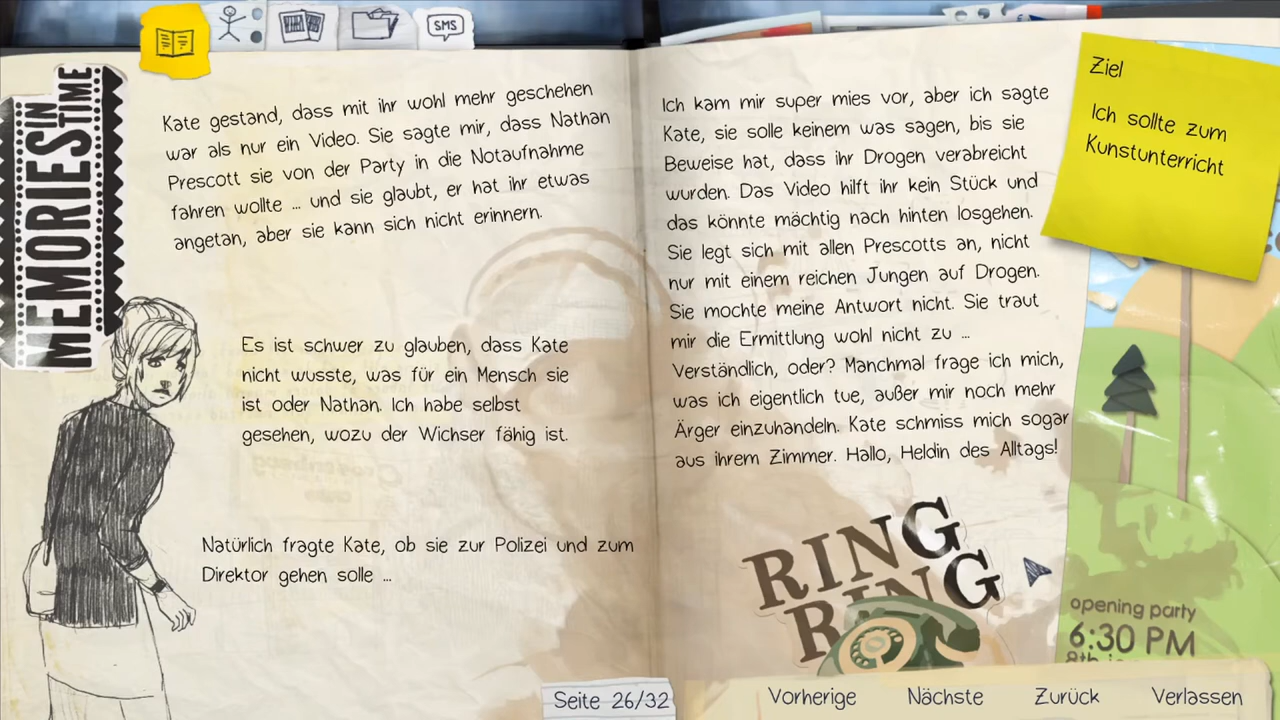 SMS
MEMORIES IN TIME
Kate gestand, dass mit ihr wohl mehr geschehen
war als nur ein Video. Sie sagte mir, dass Nathan
Prescott sie von der Party in die Notaufnahme
fahren wollte ... und sie glaubt, er hat ihr etwas
angetan, aber sie kann sich nicht erinnern.
Es ist schwer zu glauben, dass Kate
nicht wusste, was für ein Mensch sie
ist oder Nathan. Ich habe selbst
gesehen, wozu der Wichser fähig ist.
Natürlich fragte Kate, ob sie zur Polizei und zum
Direktor gehen solle ...
Ich kam mir super mies vor, aber ich sagte
Kate, sie solle keinem was sagen, bis sie
Beweise hat, dass ihr Drogen verabreicht
wurden. Das Video hilft ihr kein Stück und
das könnte mächtig nach hinten losgehen.
Sie legt sich mit allen Prescotts an, nicht
nur mit einem reichen Jungen auf Drogen.
Sie mochte meine Antwort nicht. Sie traut
mir die Ermittlung wohl nicht zu ...
Verständlich, oder? Manchmal frage ich mich,
was ich eigentlich tue, außer mir noch mehr
Ärger einzuhandeln. Kate schmiss mich sogar
aus ihrem Zimmer. Hallo, Heldin des Alltags!
RING
RING
Ziel
Ich sollte zum
Kunstunterricht
opening party
6:30 PM
8th
Seite 26/32
Vorherige
Nächste
Zurück
Verlassen